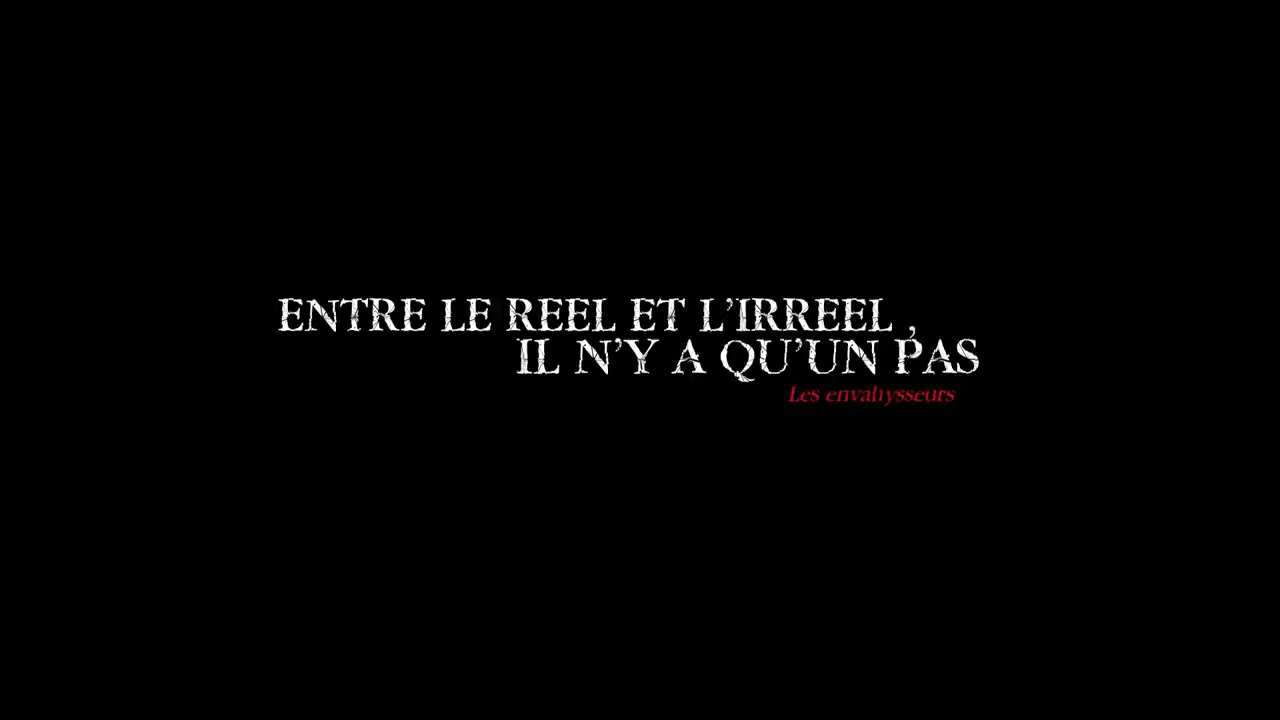 ENTRE LE REEL ET L'IRREEL ,
IL N'Y A QU'UN PAS
Les envahysseurs